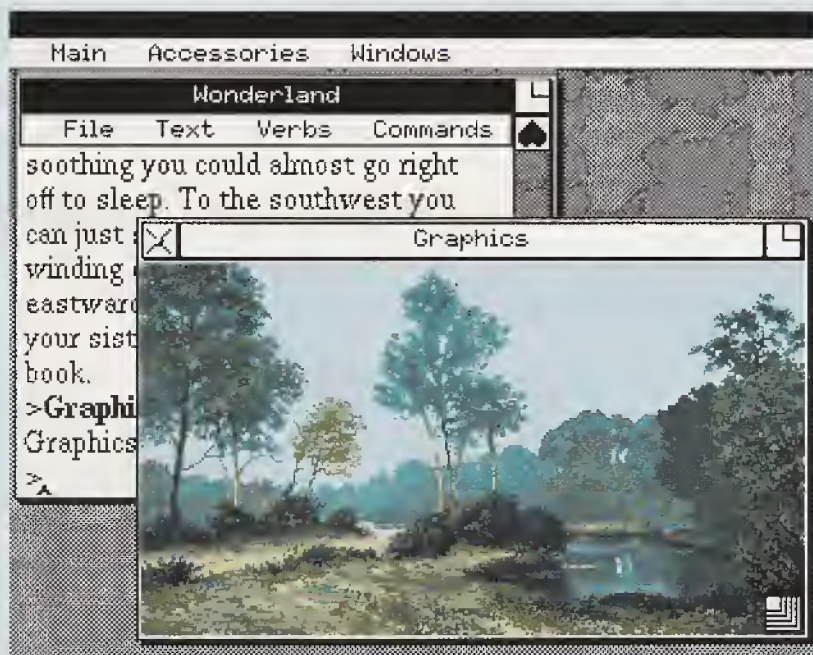 Main Accessories Windows
Wonderland
File Text Verbs Commands
soothing you could almost go right
off to sleep. To the southwest you
can just
winding
eastward
your sist
book.
>Graphi
Graphics
>
Graphics